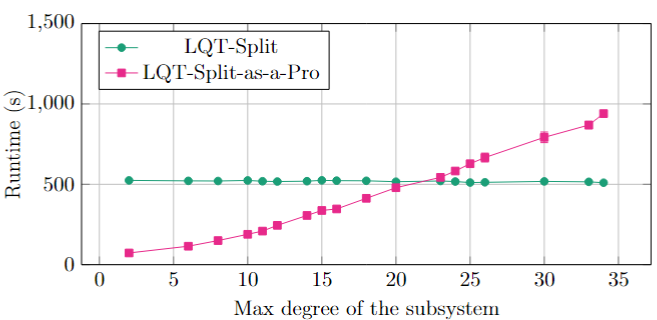 1,500
1,000
500
0
Runtime (s)
LQT-Split
LQT-Split-as-a-Pro
0 5 10 15 20 25 30 35
Max degree of the subsystem